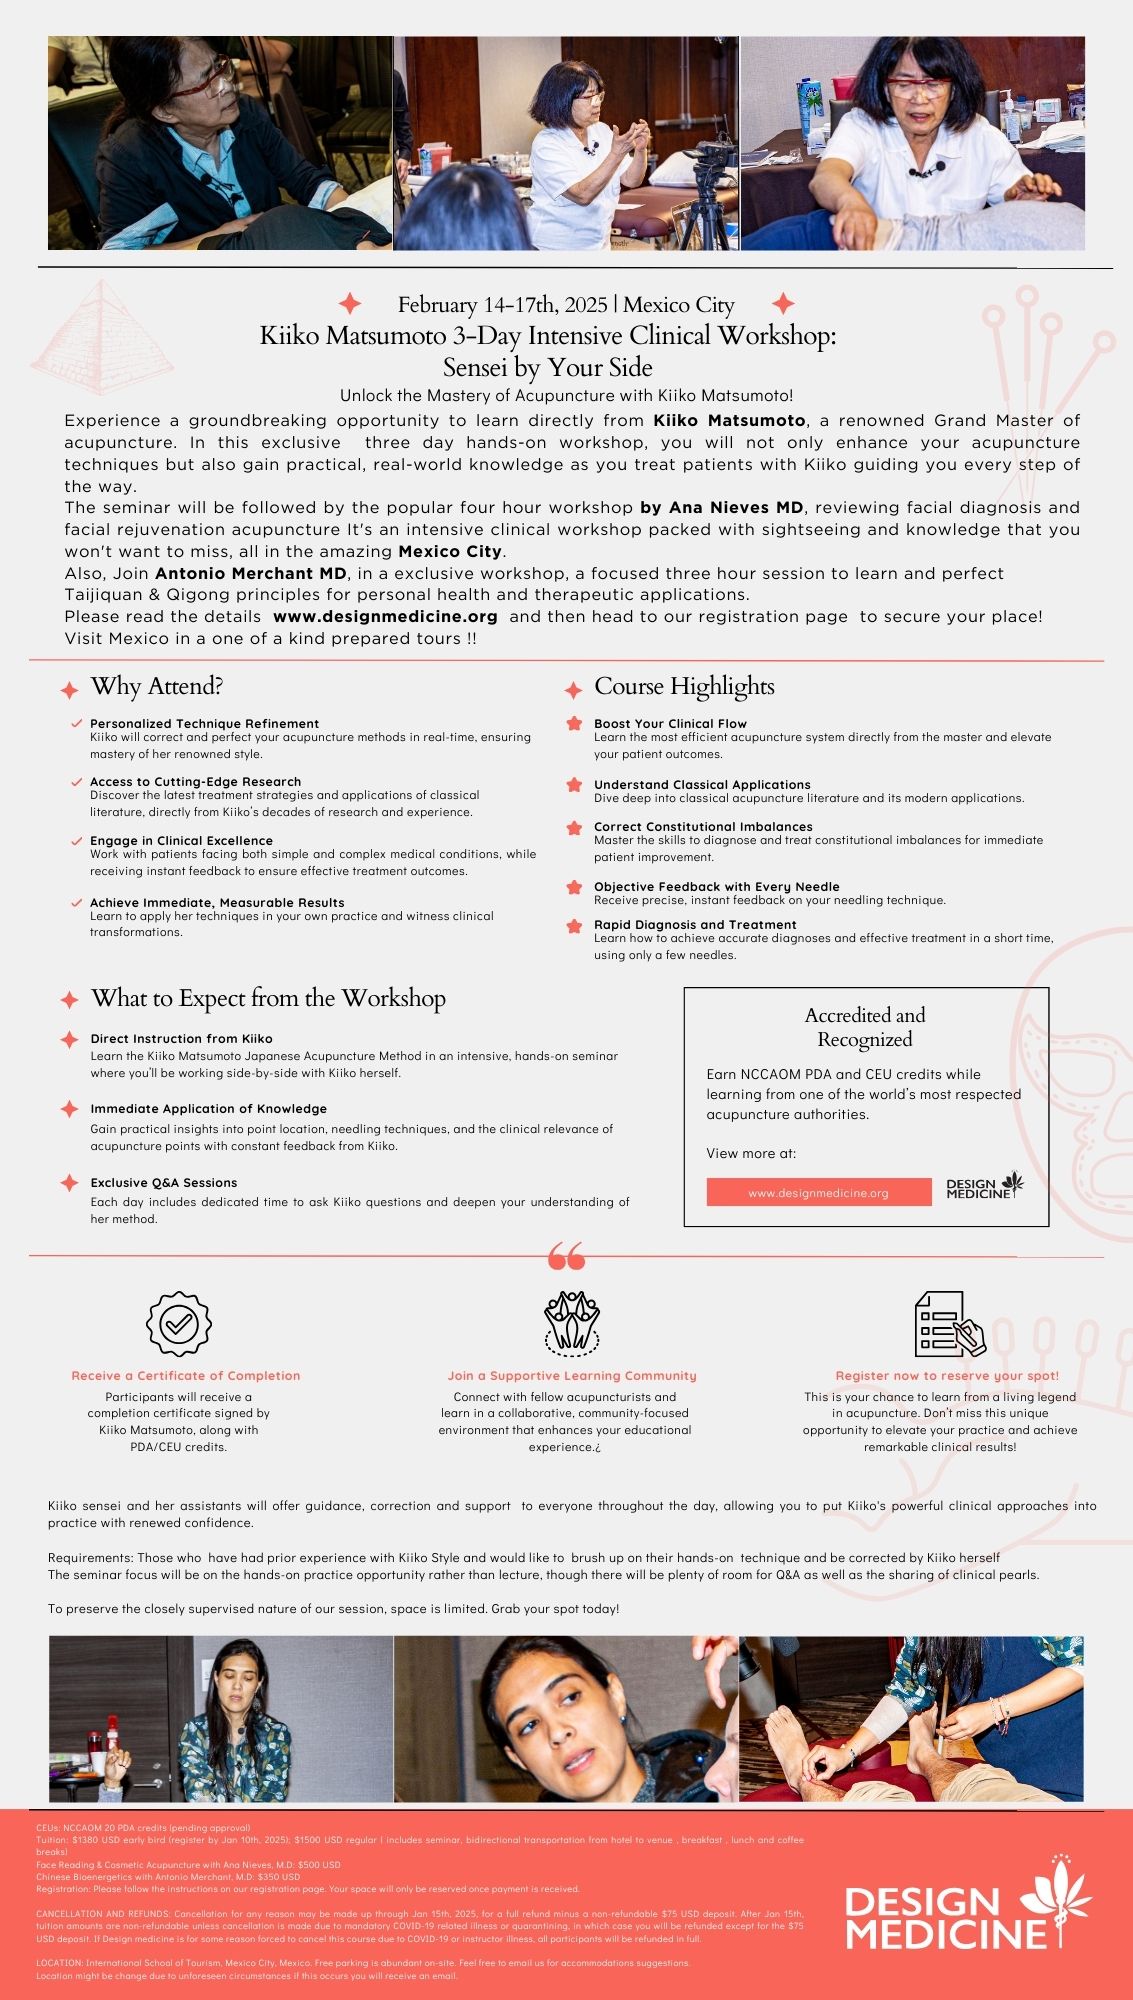 February 14-17th, 2025 | Mexico City
Kiiko Matsumoto 3-Day Intensive Clinical Workshop:
Sensei by Your Side
Unlock the Mastery of Acupuncture with Kiiko Matsumoto!
Experience a groundbreaking opportunity to learn directly from Kiiko Matsumoto, a renowned Grand Master of
acupuncture. In this exclusive three day hands-on workshop, you will not only enhance your acupuncture
techniques but also gain practical, real-world knowledge as you treat patients with Kiiko guiding you every step of
the way.
The seminar will be followed by the popular four hour workshop by Ana Nieves MD, reviewing facial diagnosis and
facial rejuvenation acupuncture It's an intensive clinical workshop packed with sightseeing and knowledge that you
won't want to miss, all in the amazing Mexico City.
Also, Join Antonio Merchant MD, in a exclusive workshop, a focused three hour session to learn and perfect
Taijiquan & Qigong principles for personal health and therapeutic applications.
Please read the details www.designmedicine.org and then head to our registration page to secure your place!
Visit Mexico in a one of a kind prepared tours !!
Why Attend?
Personalized Technique Refinement
Kiiko will correct and perfect your acupuncture methods in real-time, ensuring
mastery of her renowned style.
Access to Cutting-Edge Research
Discover the latest treatment strategies and applications of classical
literature, directly from Kiiko's decades of research and experience.
Engage in Clinical Excellence
Work with patients facing both simple and complex medical conditions, while
receiving instant feedback to ensure effective treatment outcomes.
Achieve Immediate, Measurable Results
Learn to apply her techniques in your own practice and witness clinical
transformations.
Course Highlights
Boost Your Clinical Flow
Learn the most efficient acupuncture system directly from the master and elevate
your patient outcomes.
Understand Classical Applications
Dive deep into classical acupuncture literature and its modern applications.
Correct Constitutional Imbalances
Master the skills to diagnose and treat constitutional imbalances for immediate
patient improvement.
Objective Feedback with Every Needle
Receive precise, instant feedback on your needling technique.
Rapid Diagnosis and Treatment
Learn how to achieve accurate diagnoses and effective treatment in a short time,
using only a few needles.
What to Expect from the Workshop
Direct Instruction from Kiiko
Learn the Kiiko Matsumoto Japanese Acupuncture Method in an intensive, hands-on seminar
where you'll be working side-by-side with Kiiko herself.
Immediate Application of Knowledge
Gain practical insights into point location, needling techniques, and the clinical relevance of
acupuncture points with constant feedback from Kiiko.
Exclusive Q&A Sessions
Each day includes dedicated time to ask Kiiko questions and deepen your understanding of
her method.
Accredited and
Recognized
Earn NCCAOM PDA and CEU credits while
learning from one of the world's most respected
acupuncture authorities.
View more at:
www.designmedicine.org
DESIGN
MEDICINE
Receive a Certificate of Completion
Participants will receive a
completion certificate signed by
Kiiko Matsumoto, along with
PDA/CEU credits.
Join a Supportive Learning Community
Connect with fellow acupuncturists and
learn in a collaborative, community-focused
environment that enhances your educational
experience.¿
Register now to reserve your spot!
This is your chance to learn from a living legend
in acupuncture. Don't miss this unique
opportunity to elevate your practice and achieve
remarkable clinical results!
Kiiko sensei and her assistants will offer guidance, correction and support to everyone throughout the day, allowing you to put Kiiko's powerful clinical approaches into
practice with renewed confidence.
Requirements: Those who have had prior experience with Kiiko Style and would like to brush up on their hands-on technique and be corrected by Kiiko herself
The seminar focus will be on the hands-on practice opportunity rather than lecture, though there will be plenty of room for Q&A as well as the sharing of clinical pearls.
To preserve the closely supervised nature of our session, space is limited. Grab your spot today!
CEUs: NCCAOM 20 PDA credits (pending approval)
Tuition: $1380 USD early bird (register by Jan 10th, 2025); $1500 USD regular ( includes seminar, bidirectional transportation from hotel to venue , breakfast , lunch and coffee
breaks)
Face Reading & Cosmetic Acupuncture with Ana Nieves, M.D: $500 USD
Chinese Bioenergetics with Antonio Merchant, M.D: $350 USD
Registration: Please follow the instructions on our registration page. Your space will only be reserved once payment is received.
CANCELLATION AND REFUNDS: Cancellation for any reason may be made up through Jan 15th, 2025, for a full refund minus a non-refundable $75 USD deposit. After Jan 15th,
tuition amounts are non-refundable unless cancellation is made due to mandatory COVID-19 related illness or quarantining, in which case you will be refunded except for the $75
USD deposit. If Design medicine is for some reason forced to cancel this course due to COVID-19 or instructor illness, all participants will be refunded in full.
LOCATION: International School of Tourism, Mexico City, Mexico. Free parking is abundant on-site. Feel free to email us for accommodations suggestions.
Location might be change due to unforeseen circumstances if this occurs you will receive an email.
DESIGN
MEDICINE